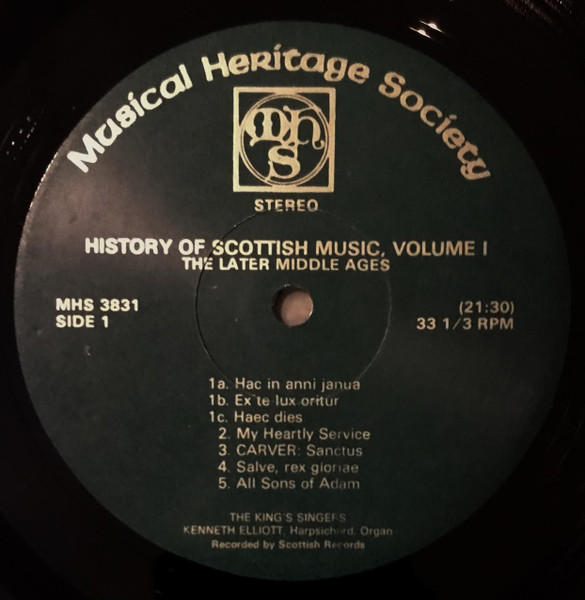 Musical Heritage Society
MHS
STEREO
HISTORY OF SCOTTISH MUSIC, VOLUME I
THE LATER MIDDLE AGES
MHS 3831 (21:30)
SIDE 1 33 1/3 RPM
1a. Hac in anni janua
1b. Ex te lux oritur
1c. Haec dies
2. My Heartly Service
3. CARVER: Sanctus
4. Salve, rex gloriae
5. All Sons of Adam
THE KING'S SINGERS
KENNETH ELLIOTT, Harpsichord, Organ
Recorded by Scottish Records